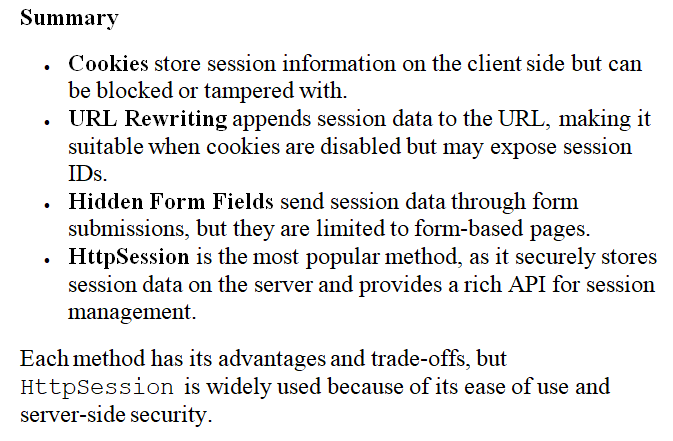 Summary
• Cookies store session information on the client side but can
be blocked or tampered with.
• URL Rewriting appends session data to the URL, making it
suitable when cookies are disabled but may expose session
IDs.
• Hidden Form Fields send session data through form
submissions, but they are limited to form-based pages.
• HttpSession is the most popular method, as it securely stores
session data on the server and provides a rich API for session
management.
Each method has its advantages and trade-offs, but
HttpSession is widely used because of its ease of use and
server-side security.